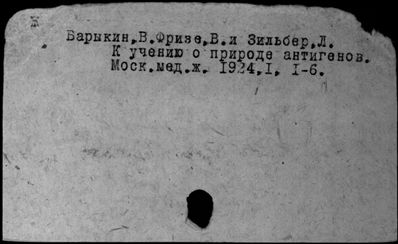 Барыкин,В.Фризе,В.и Зильбер,Л.
К учению о природе антигенов.
Моск.мед.ж. 1924,I, I-6.